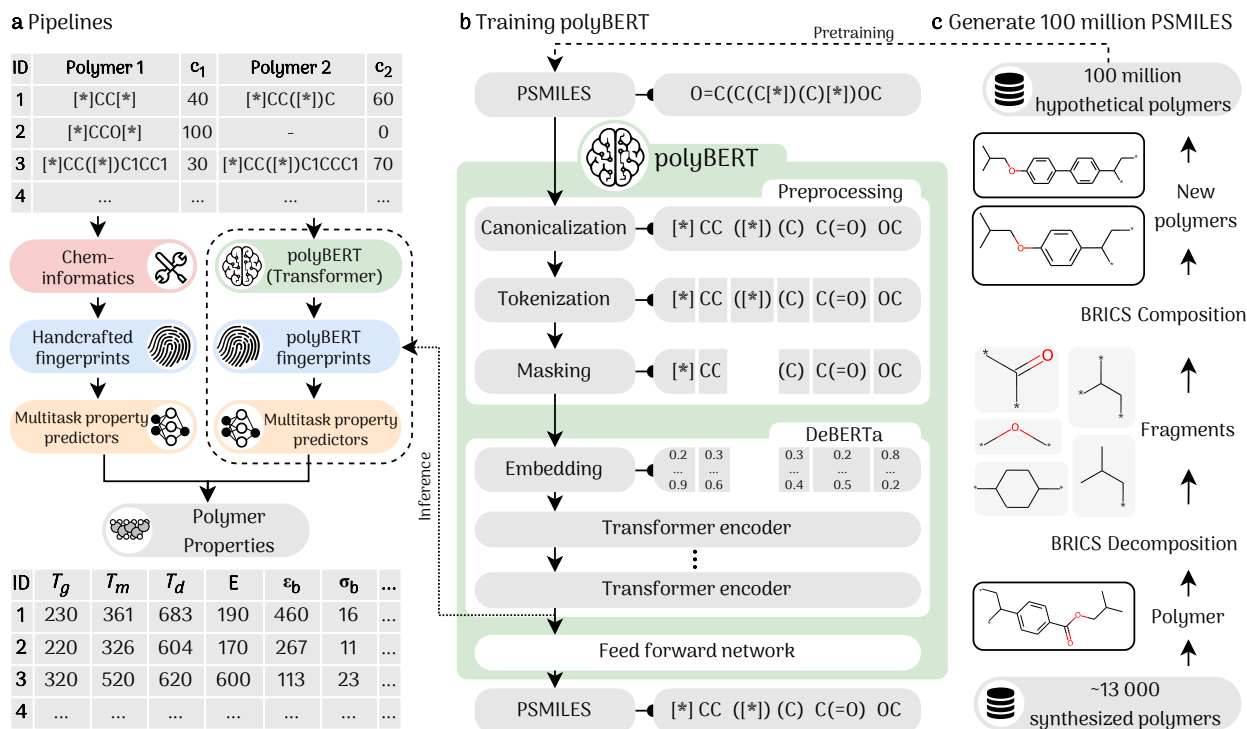 a Pipelines
ID Polymer 1 c1 Polymer 2 c2
1 [*]CC[*] 40 [*]CC([*])C 60
2 [*]CCO[*] 100 - 0
3 [*]CC([*])C1CC1 30 [*]CC([*])C1CCC1 70
4 ... ... ... ...
Chem-
informatics
polyBERT
(Transformer)
Handcrafted
fingerprints
polyBERT
fingerprints
Multitask property
predictors
Multitask property
predictors
Polymer
Properties
ID Tg Tm Td E εb σb ...
1 230 361 683 190 460 16 ...
2 220 326 604 170 267 11 ...
3 320 520 620 600 113 23 ...
4 ... ... ... ... ... ... ...
Inference
b Training polyBERT
Pretraining
PSMILES O=C(C(C[*])(C)[*])OC
polyBERT
Preprocessing
Canonicalization [*] CC ([*]) (C) C(=O) OC
Tokenization [*] CC ([*]) (C) C(=O) OC
Masking [*] CC (C) C(=O) OC
DeBERTa
Embedding
0.2 0.3 0.3 0.2 0.8
... ... ... ... ...
0.9 0.6 0.4 0.5 0.2
Transformer encoder
Transformer encoder
Feed forward network
PSMILES [*] CC ([*]) (C) C(=O) OC
c Generate 100 million PSMILES
100 million
hypothetical polymers
O * *
New
polymers
O * *
BRICS Composition
* O *
* * *
* O *
* *
*
Fragments
BRICS Decomposition
O O
Polymer
~13 000
synthesized polymers